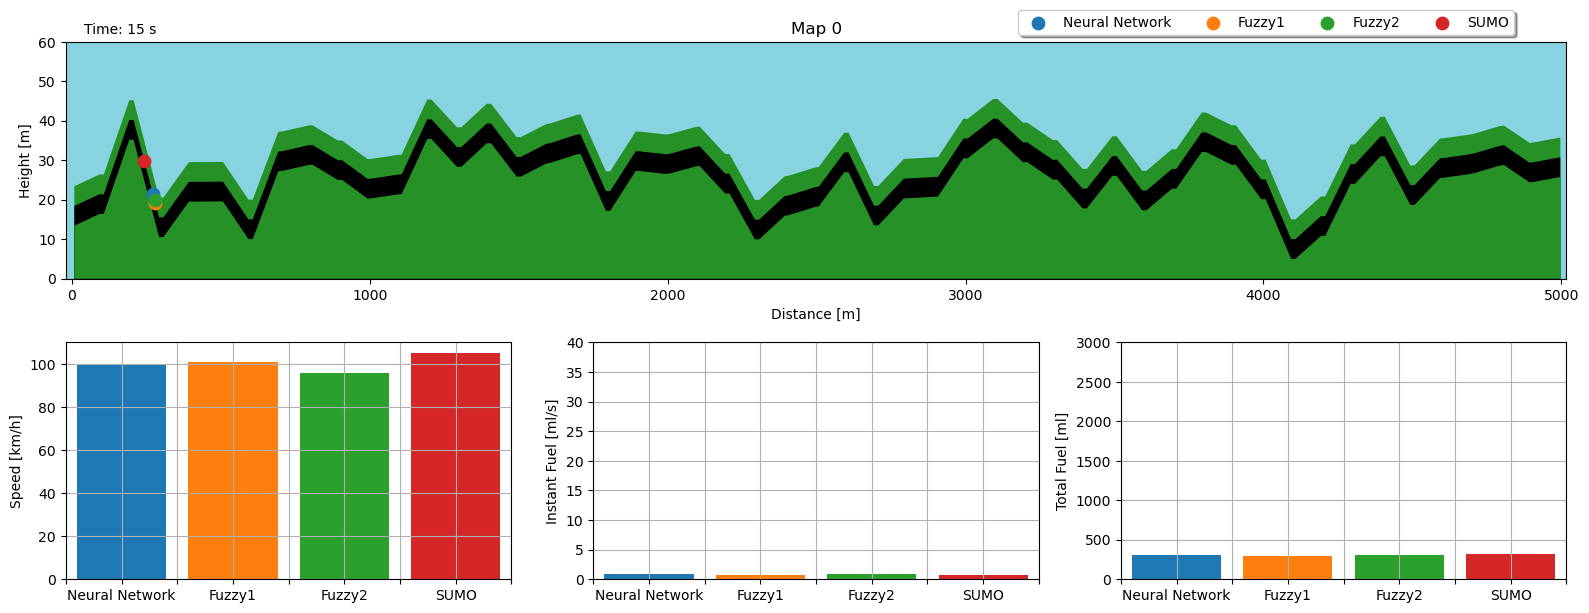 Time: 15 s
Map 0
Neural Network Fuzzy1 Fuzzy2 SUMO
Height [m]
60
50
40
30
20
10
0
0 1000 2000 3000 4000 5000
Distance [m]
Speed [km/h]
100
80
60
40
20
0
Neural Network Fuzzy1 Fuzzy2 SUMO
Instant Fuel [ml/s]
40
35
30
25
20
15
10
5
0
Neural Network Fuzzy1 Fuzzy2 SUMO
Total Fuel [ml]
3000
2500
2000
1500
1000
500
0
Neural Network Fuzzy1 Fuzzy2 SUMO